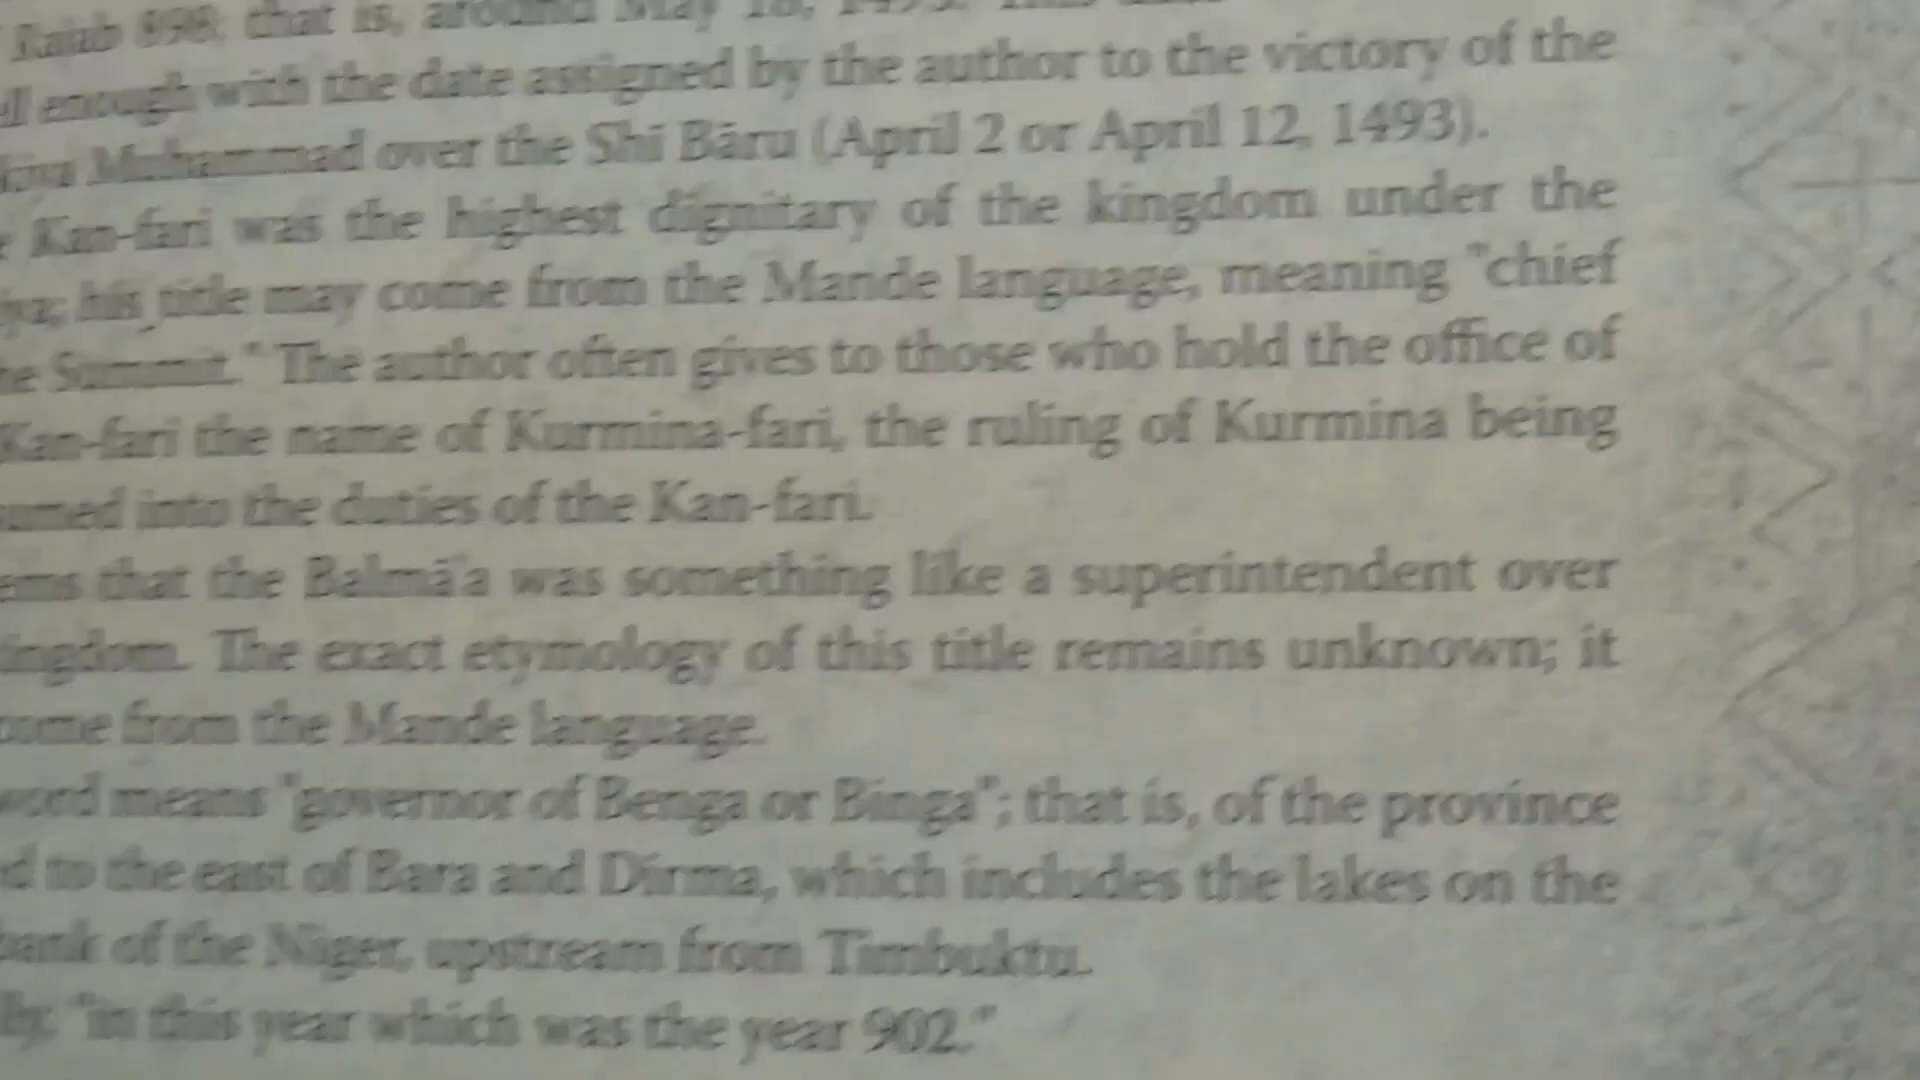 Rajab 898; that is, around May 18, 1493. This
enough with the date assigned by the author to the victory of the
Muhammad over the Shī Bāru (April 2 or April 12, 1493).
Kan-fari was the highest dignitary of the kingdom under the
his title may come from the Mande language, meaning "chief
Summit." The author often gives to those who hold the office of
Kan-fari the name of Kurmina-fari, the ruling of Kurmina being
into the duties of the Kan-fari.
that the Balmā'a was something like a superintendent over
The exact etymology of this title remains unknown; it
come from the Mande language.
word means "governor of Benga or Binga"; that is, of the province
to the east of Bara and Dirma, which includes the lakes on the
bank of the Niger, upstream from Timbuktu.
"in this year which was the year 902."